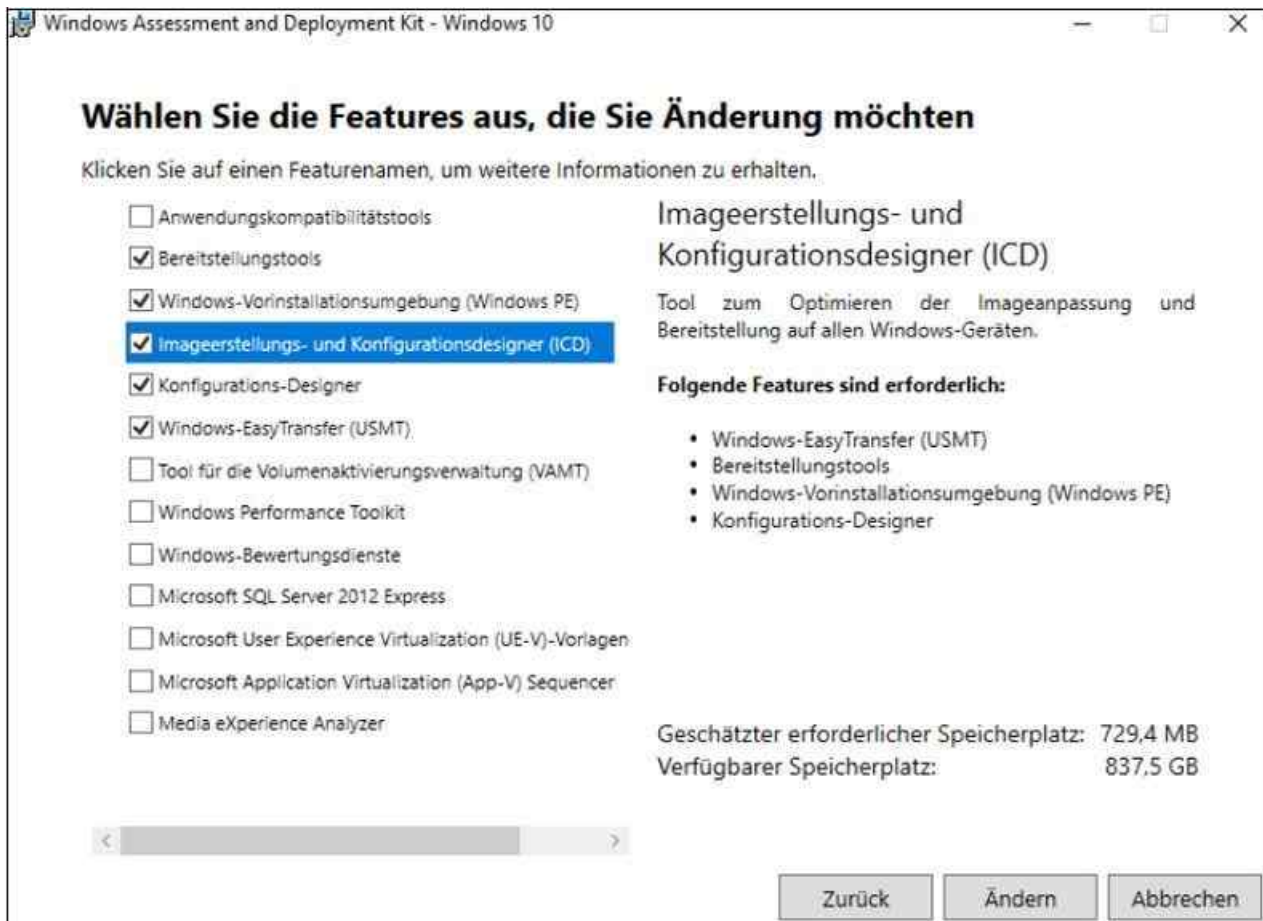 Windows Assessment and Deployment Kit - Windows 10
Wählen Sie die Features aus, die Sie Änderung möchten
Klicken Sie auf einen Featurenamen, um weitere Informationen zu erhalten.
Anwendungskompatibilitätstools
Bereitstellungstools
Windows-Vorinstallationsumgebung (Windows PE)
Imageerstellungs- und Konfigurationsdesigner (ICD)
Konfigurations-Designer
Windows-EasyTransfer (USMT)
Tool für die Volumenaktivierungsverwaltung (VAMT)
Windows Performance Toolkit
Windows-Bewertungsdienste
Microsoft SQL Server 2012 Express
Microsoft User Experience Virtualization (UE-V)-Vorlagen
Microsoft Application Virtualization (App-V) Sequencer
Media eXperience Analyzer
Imageerstellungs- und
Konfigurationsdesigner (ICD)
Tool zum Optimieren der Imageanpassung und
Bereitstellung auf allen Windows-Geräten.
Folgende Features sind erforderlich:
• Windows-EasyTransfer (USMT)
• Bereitstellungstools
• Windows-Vorinstallationsumgebung (Windows PE)
• Konfigurations-Designer
Geschätzter erforderlicher Speicherplatz: 729,4 MB
Verfügbarer Speicherplatz: 837,5 GB
Zurück Ändern Abbrechen